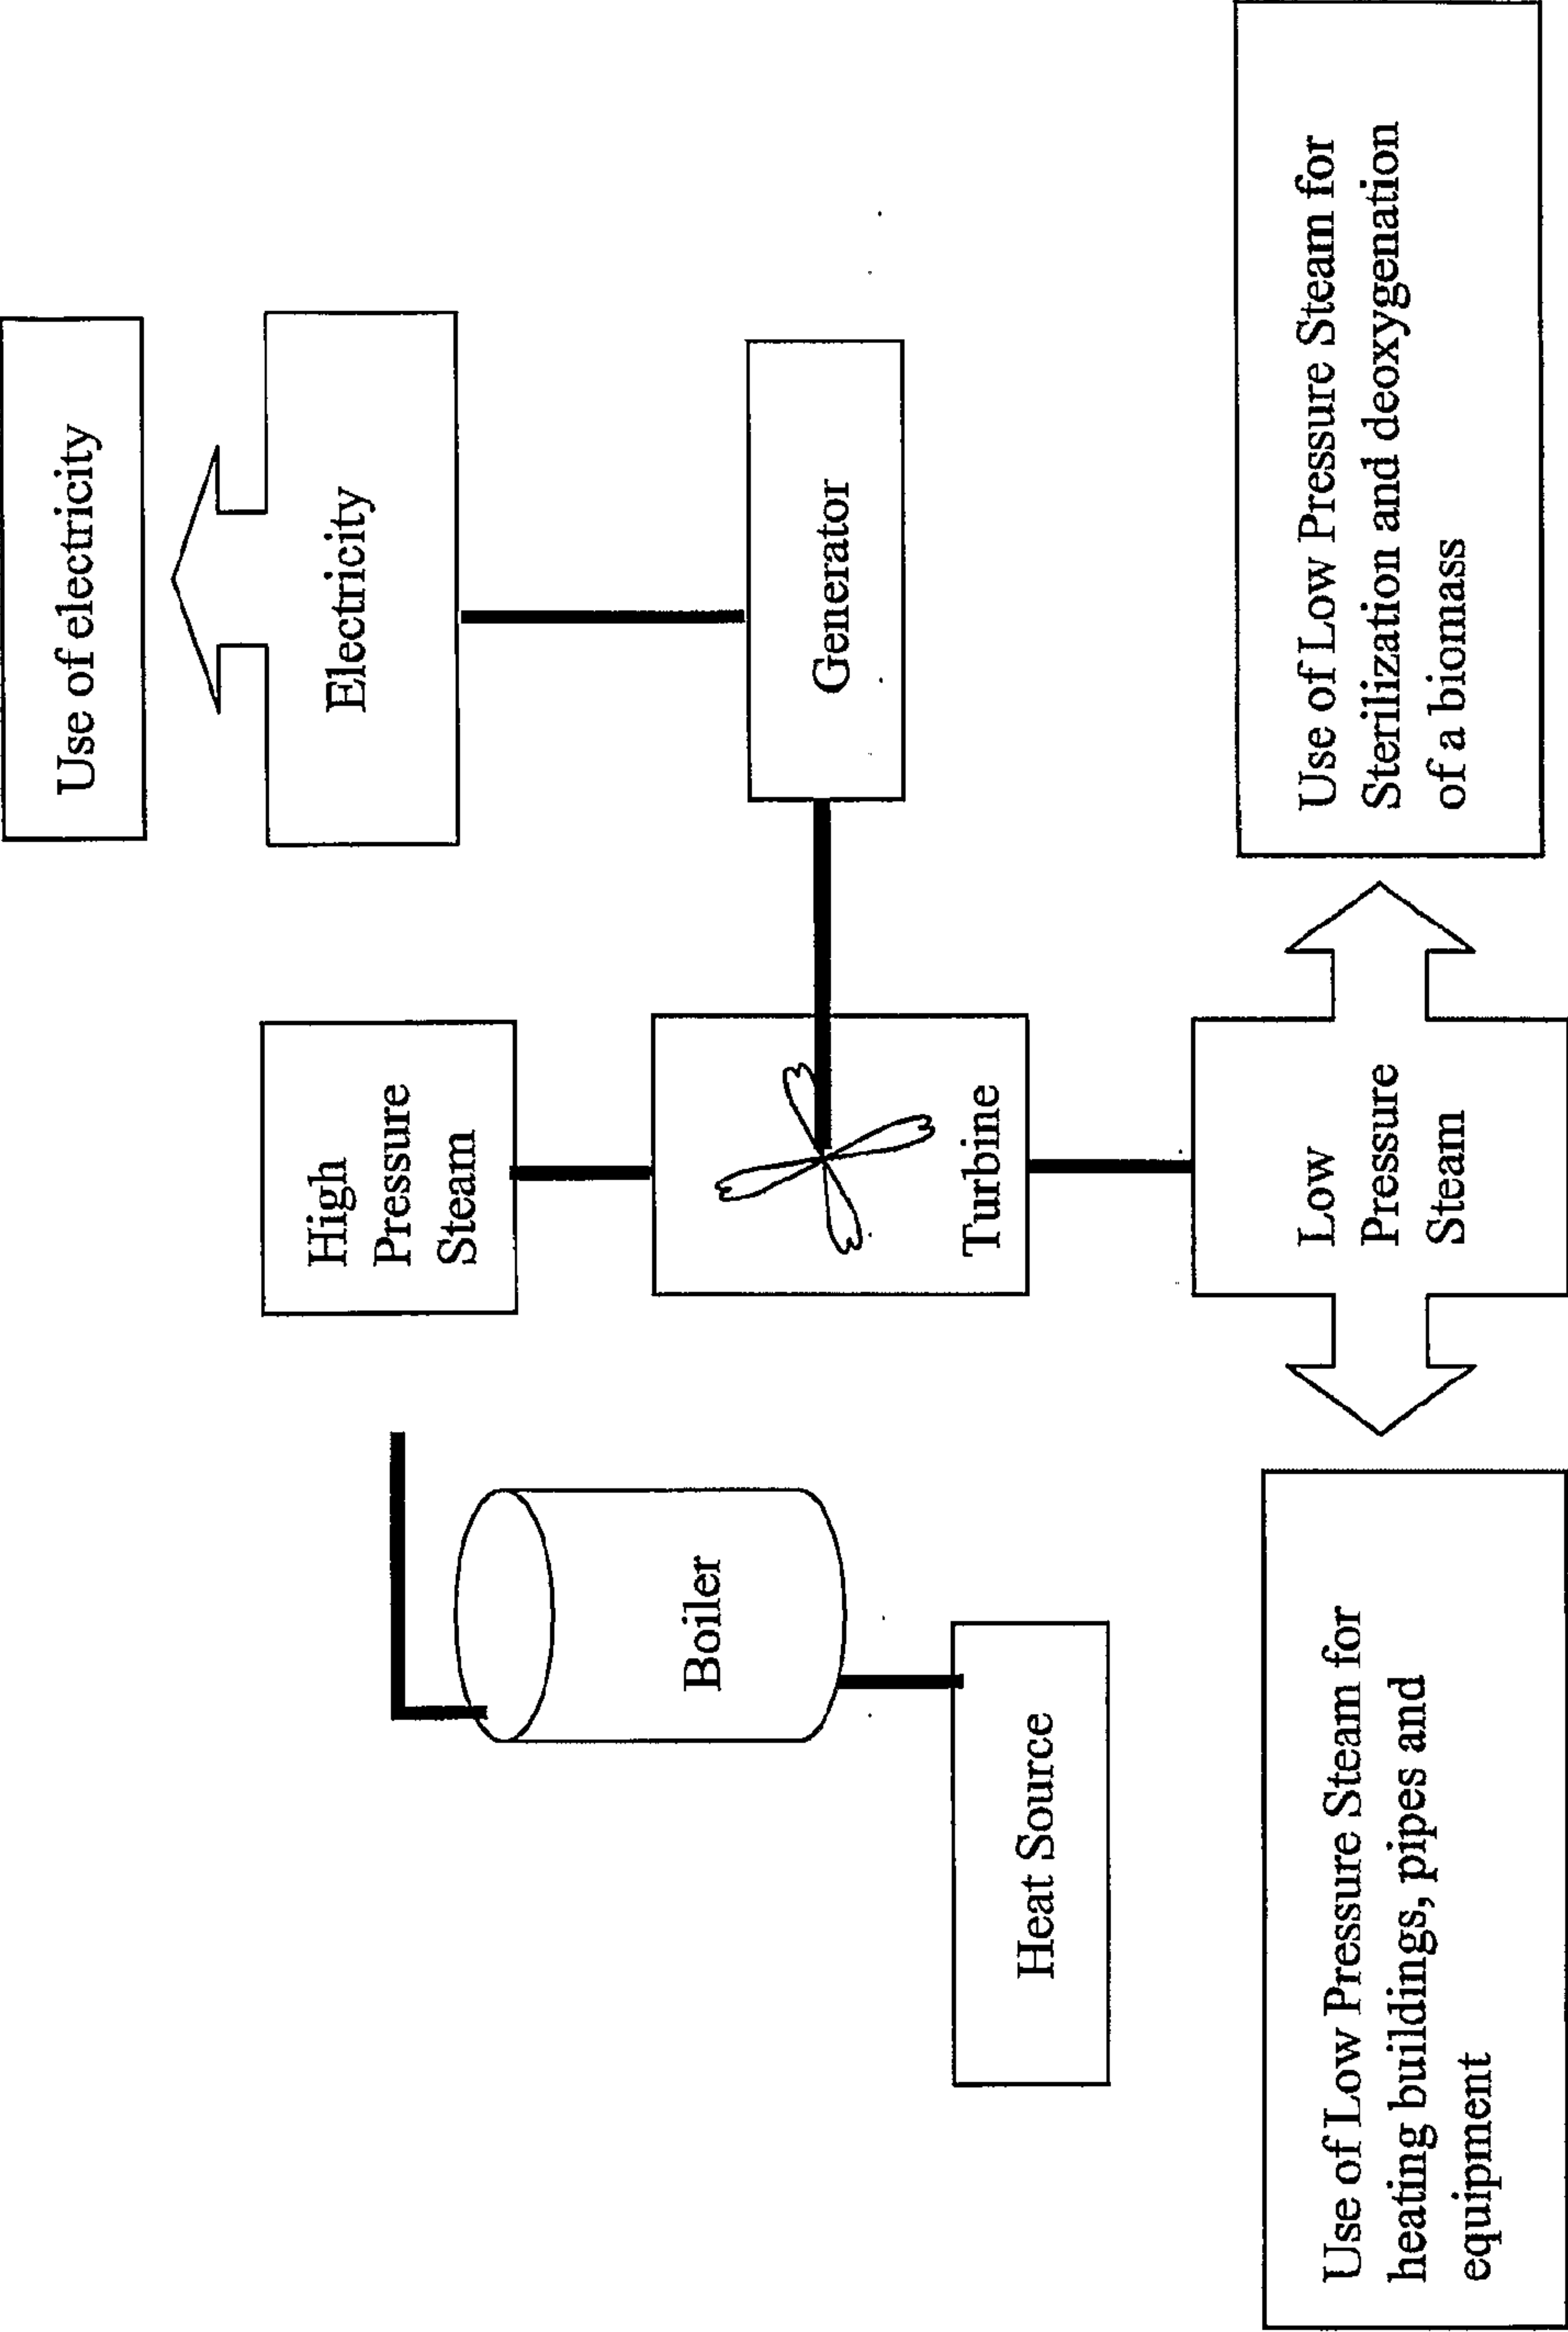 Use of electricity
Electricity
High
Pressure
Steam
Boiler
Generator
Turbine
Heat Source
Use of Low Pressure Steam for
heating buildings, pipes and
equipment
Low
Pressure
Steam
Use of Low Pressure Steam for
Sterilization and deoxygenation
of a biomass